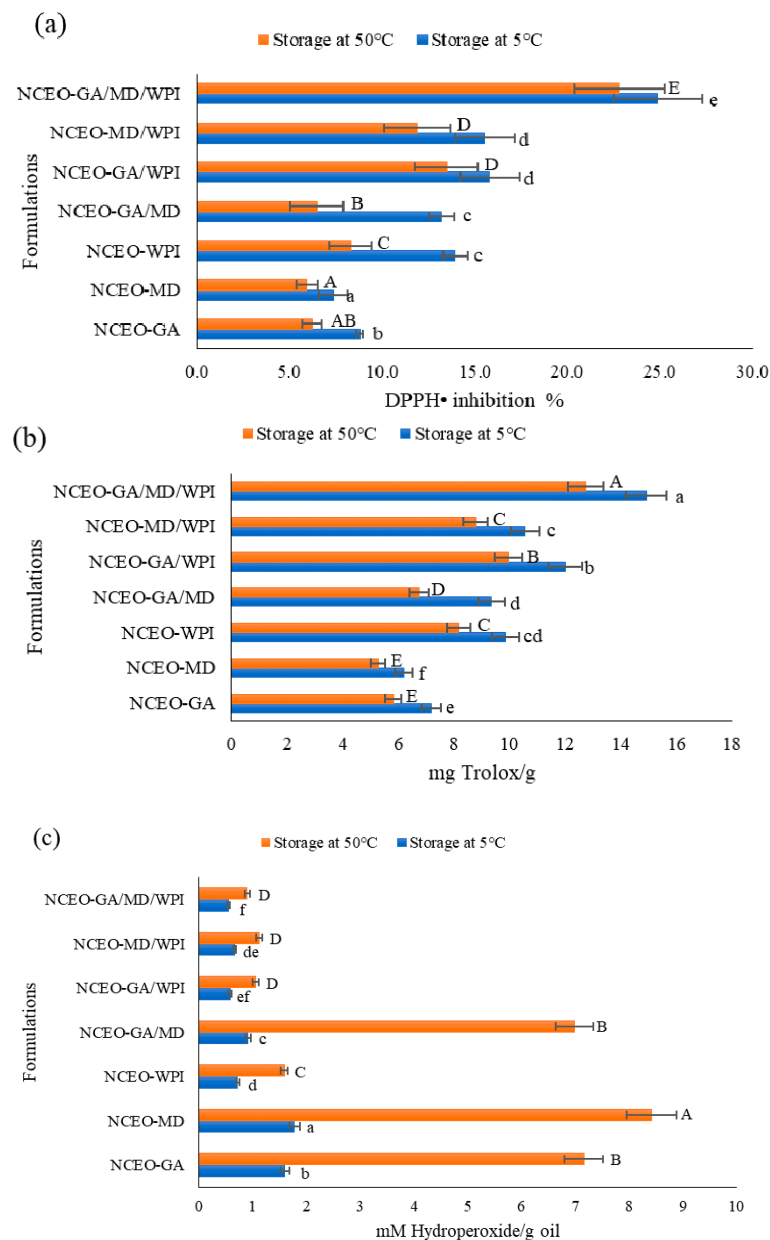 (a)
Storage at 50°C Storage at 5°C
Formulations
NCEO-GA/MD/WPI E e
NCEO-MD/WPI D d
NCEO-GA/WPI D d
NCEO-GA/MD B c
NCEO-WPI C c
NCEO-MD A a
NCEO-GA AB b
0.0 5.0 10.0 15.0 20.0 25.0 30.0
DPPH• inhibition %
(b)
Storage at 50°C Storage at 5°C
Formulations
NCEO-GA/MD/WPI A a
NCEO-MD/WPI C c
NCEO-GA/WPI B b
NCEO-GA/MD D d
NCEO-WPI C cd
NCEO-MD E f
NCEO-GA E e
0 2 4 6 8 10 12 14 16 18
mg Trolox/g
(c)
Storage at 50°C Storage at 5°C
Formulations
NCEO-GA/MD/WPI D f
NCEO-MD/WPI D de
NCEO-GA/WPI D ef
NCEO-GA/MD B c
NCEO-WPI C d
NCEO-MD A a
NCEO-GA B b
0 1 2 3 4 5 6 7 8 9 10
mM Hydroperoxide/g oil